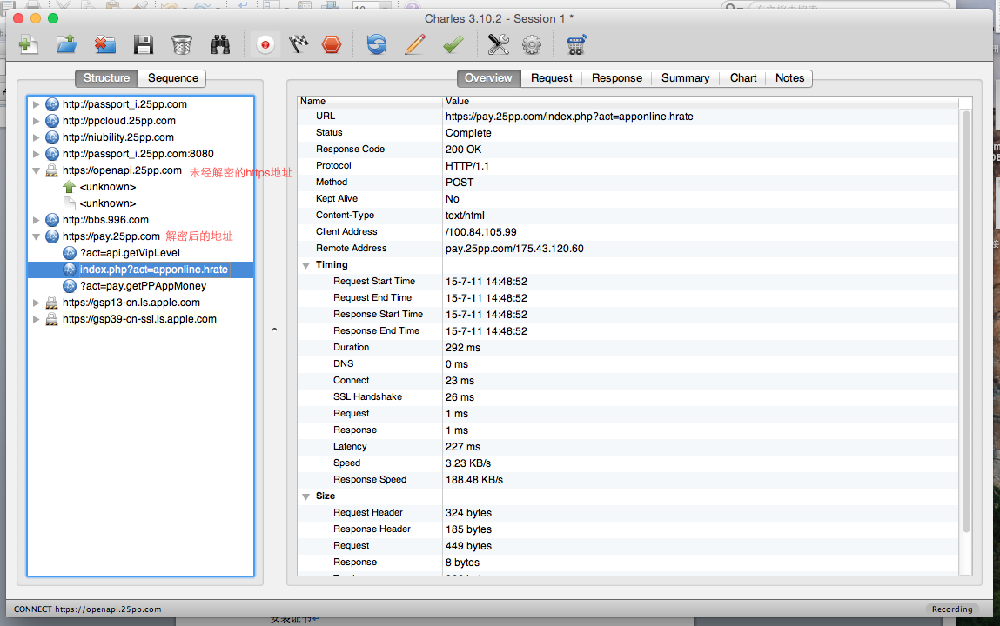 Charles 3.10.2 - Session 1 *
Structure
Sequence
Overview
Request
Response
Summary
Chart
Notes
http://passport_i.25pp.com
http://ppcloud.25pp.com
http://niubility.25pp.com
http://passport_i.25pp.com:8080
https://openapi.25pp.com 未经解密的https地址
<unknown>
<unknown>
http://bbs.996.com
https://pay.25pp.com 解密后的地址
?act=api.getVipLevel
index.php?act=apponline.hrate
?act=pay.getPPAppMoney
https://gsp13-cn.ls.apple.com
https://gsp39-cn-ssl.ls.apple.com
Name Value
URL https://pay.25pp.com/index.php?act=apponline.hrate
Status Complete
Response Code 200 OK
Protocol HTTP/1.1
Method POST
Kept Alive No
Content-Type text/html
Client Address /100.84.105.99
Remote Address pay.25pp.com/175.43.120.60
Timing
Request Start Time 15-7-11 14:48:52
Request End Time 15-7-11 14:48:52
Response Start Time 15-7-11 14:48:52
Response End Time 15-7-11 14:48:52
Duration 292 ms
DNS 0 ms
Connect 23 ms
SSL Handshake 26 ms
Request 1 ms
Response 1 ms
Latency 227 ms
Speed 3.23 KB/s
Response Speed 188.48 KB/s
Size
Request Header 324 bytes
Response Header 185 bytes
Request 449 bytes
Response 8 bytes
CONNECT https://openapi.25pp.com
Recording
安装证书